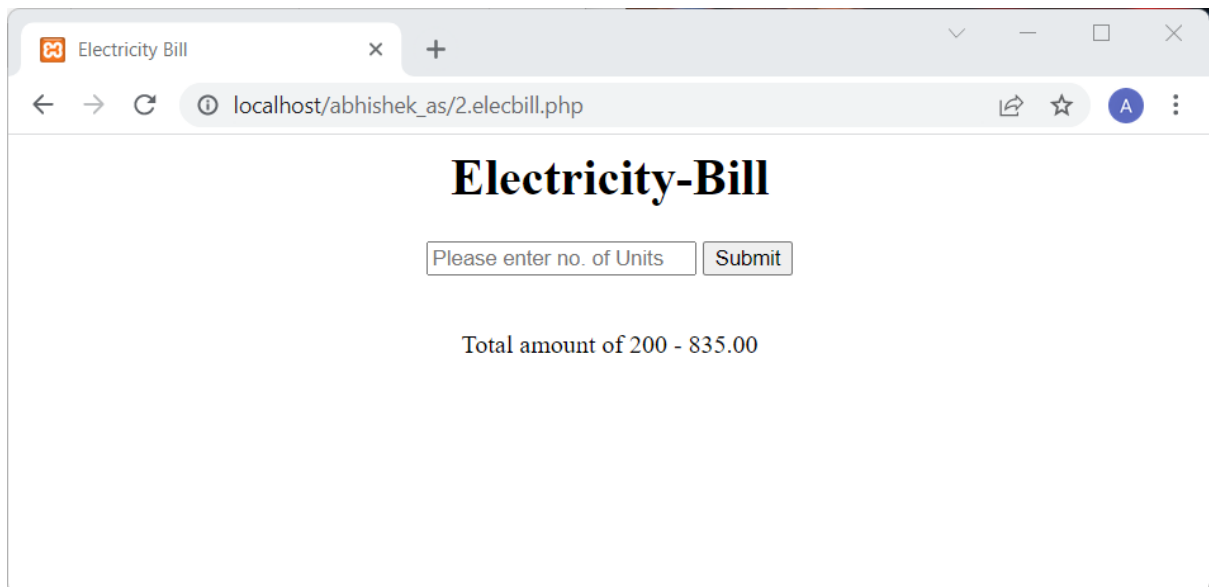 Electricity Bill
localhost/abhishek_as/2.elecbill.php
A
Electricity-Bill
Please enter no. of Units Submit
Total amount of 200 - 835.00